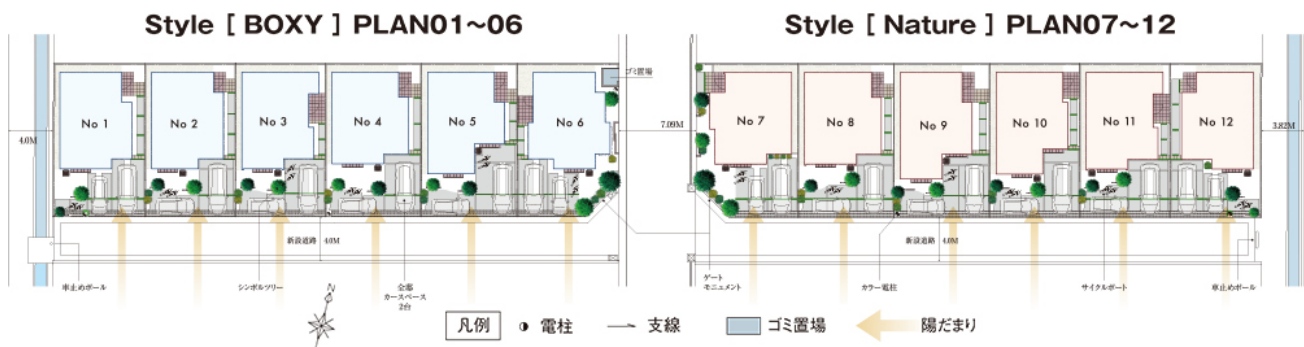 Style [ BOXY ] PLAN01~06
Style [ Nature ] PLAN07~12
ゴミ置場
No 1
No 2
No 3
No 4
No 5
No 6
No 7
No 8
No 9
No 10
No 11
No 12
4.0M
7.09M
3.82M
新設道路 4.0M
新設道路 4.0M
車止めポール
シンボルツリー
全邸
カースペース
2台
ゲート
モニュメント
カラー電柱
サイクルポート
車止めポール
N
凡例
電柱
支線
ゴミ置場
陽だまり